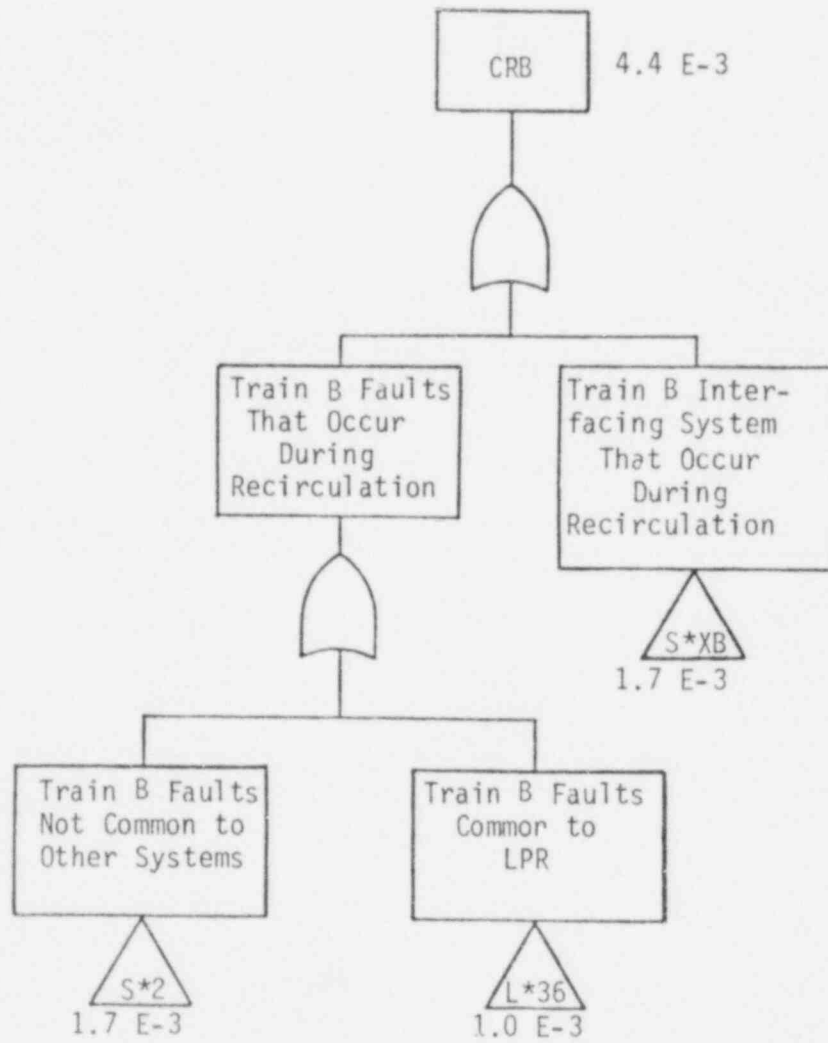 CRB
4.4 E-3
Train B Faults
That Occur
During
Recirculation
Train B Inter-
facing System
That Occur
During
Recirculation
S*XB
1.7 E-3
Train B Faults
Not Common to
Other Systems
S*2
1.7 E-3
Train B Faults
Commor to
LPR
L*36
1.0 E-3